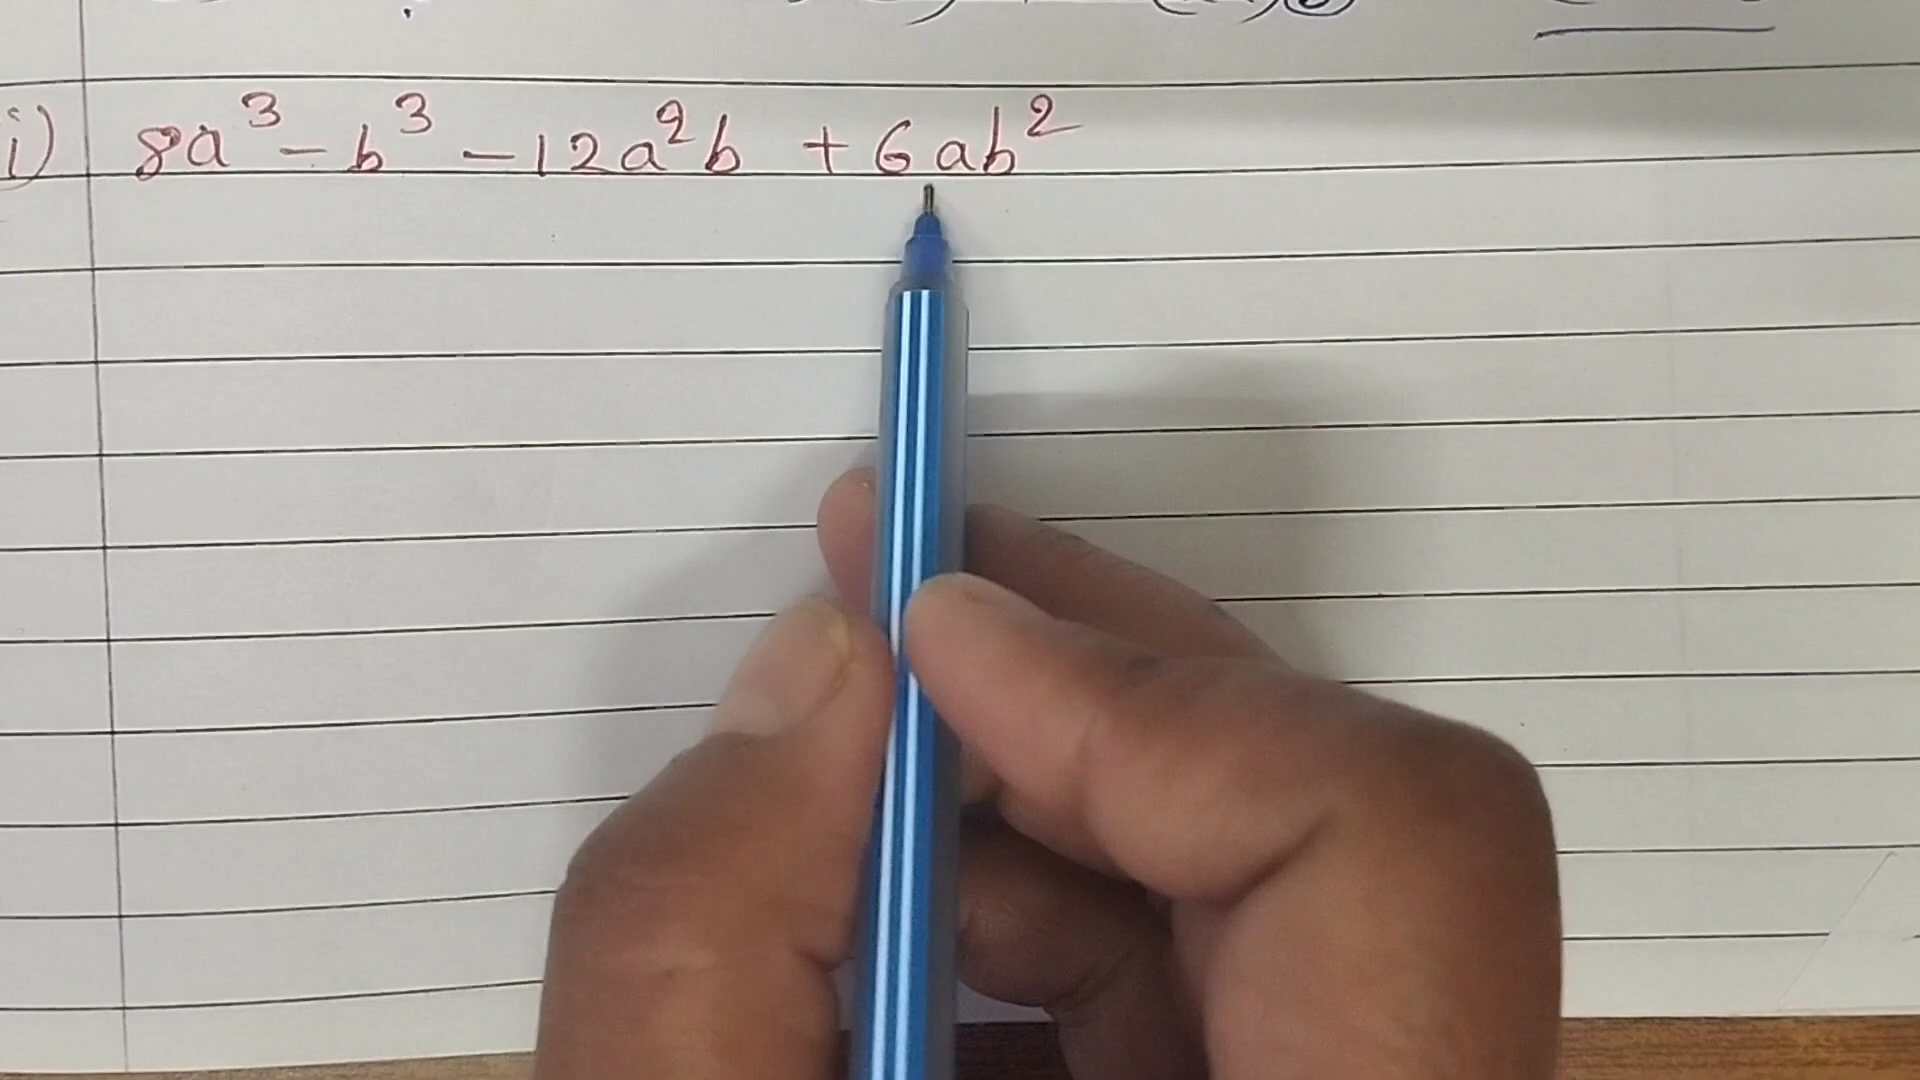 i) 8a³ - b³ - 12a²b + 6ab²